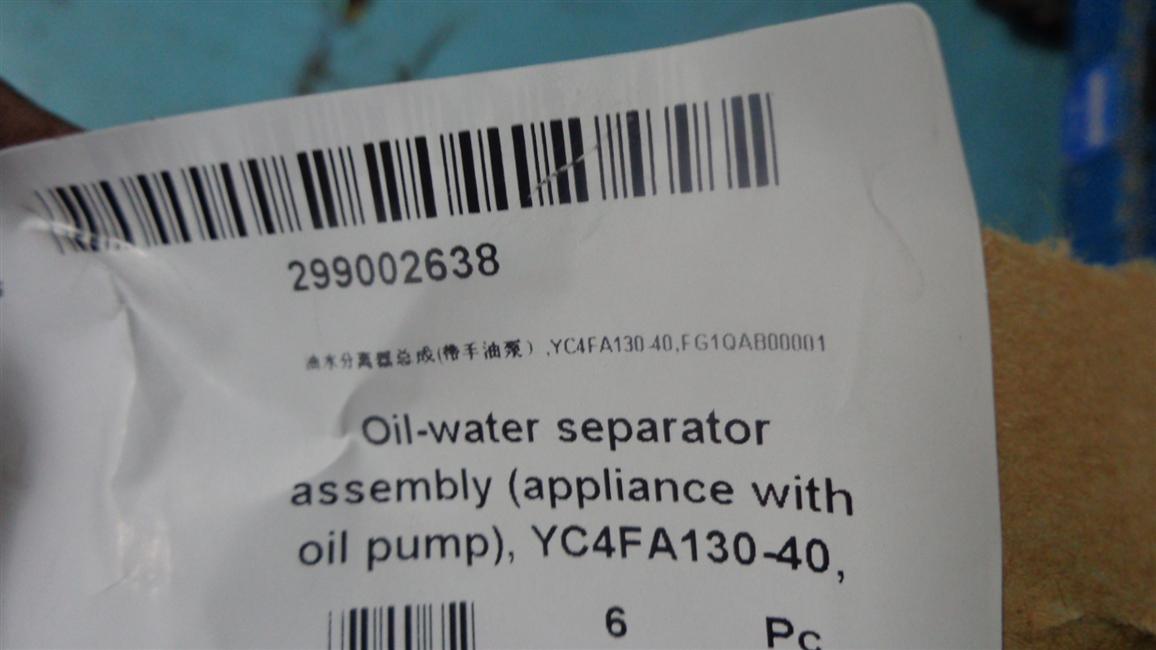 299002638
油水分离器总成(带手油泵) ,YC4FA130-40,FG1QAB00001
Oil-water separator
assembly (appliance with
oil pump), YC4FA130-40,
6 Pc